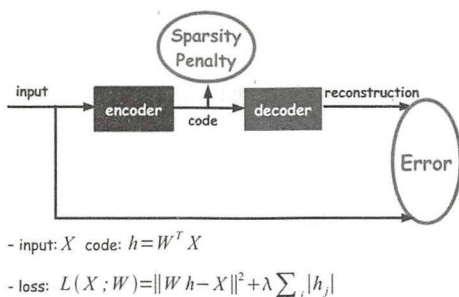 Sparsity
Penalty
input
encoder
code
decoder
reconstruction
Error
- input: X code: h=W^T X
- loss: L(X;W)=‖W h−X‖²+λ∑_j|h_j|